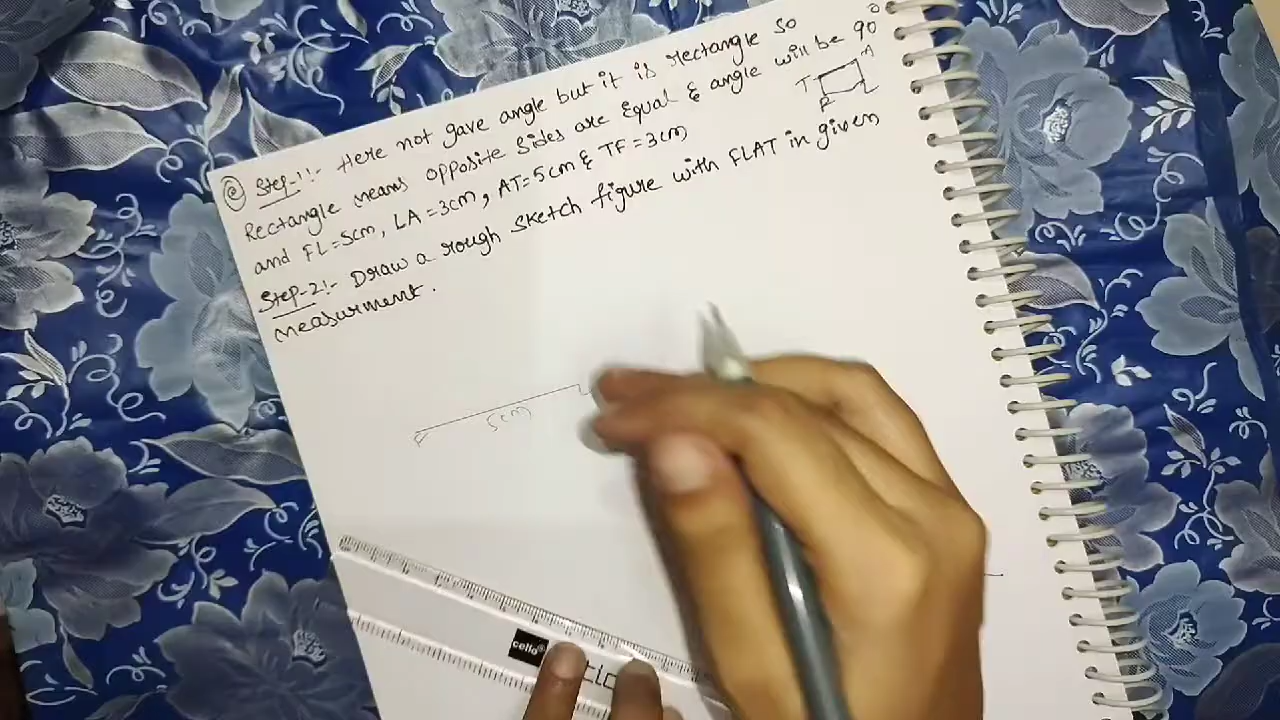 (e) Step-1:- Here not gave angle but it is rectangle so
Rectangle means opposite sides are equal & angle will be 90°
and FL=5cm, LA=3cm, AT=5cm & TF=3cm
Step-2:- Draw a rough sketch figure with FLAT in given
measurment.
T A
F L
5cm
cello